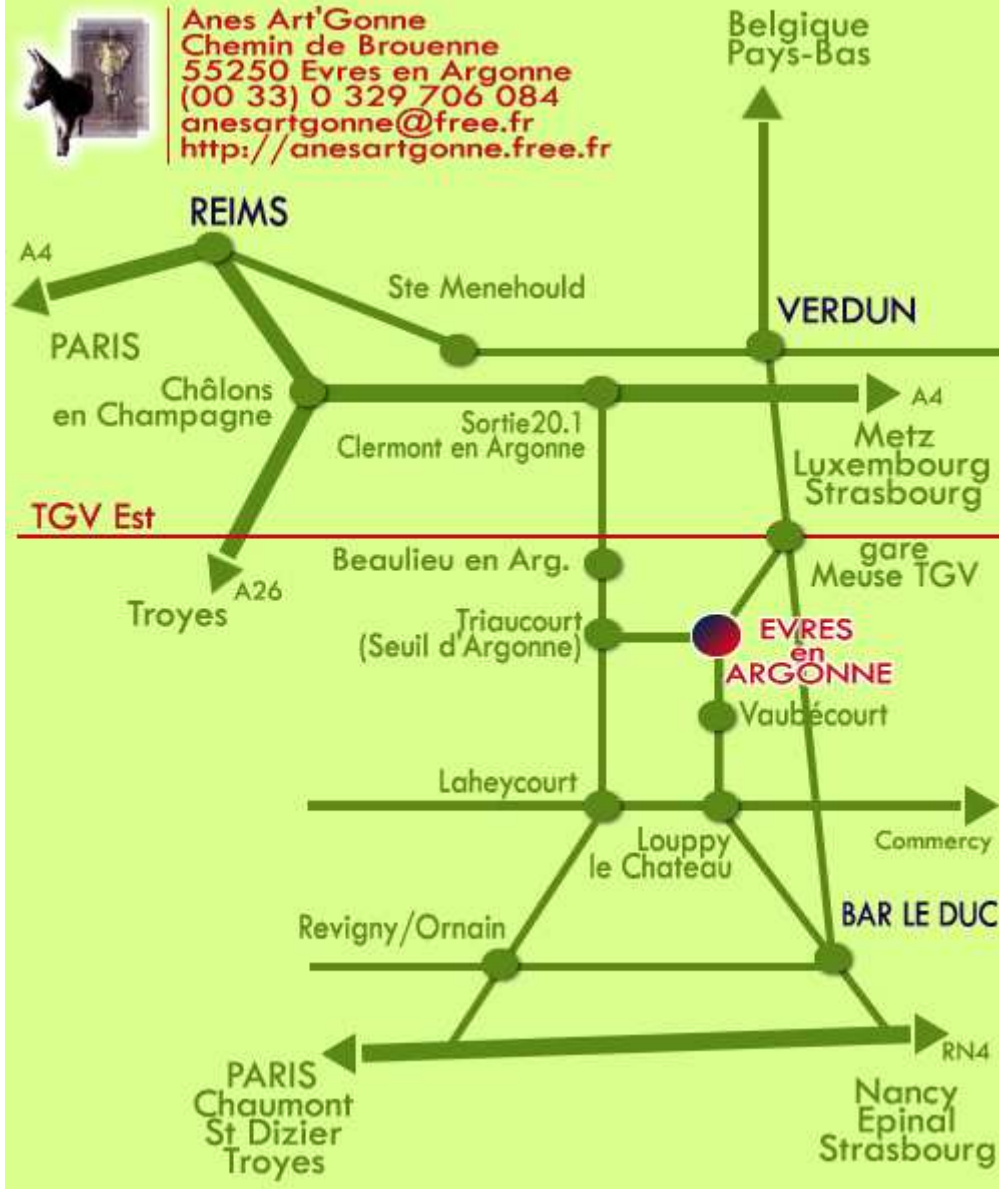 Anes Art'Gonne
Chemin de Brouenne
55250 Evres en Argonne
(00 33) 0 329 706 084
anesartgonne@free.fr
http://anesartgonne.free.fr
Belgique
Pays-Bas
REIMS
A4
PARIS
Ste Menehould
VERDUN
Châlons
en Champagne
Sortie20.1
Clermont en Argonne
A4
Metz
Luxembourg
Strasbourg
TGV Est
A26
Troyes
Beaulieu en Arg.
gare
Meuse TGV
Triaucourt
(Seuil d'Argonne)
EVRES
en
ARGONNE
Vaubécourt
Laheycourt
Louppy
le Chateau
Commercy
Revigny/Ornain
BAR LE DUC
RN4
PARIS
Chaumont
St Dizier
Troyes
Nancy
Epinal
Strasbourg